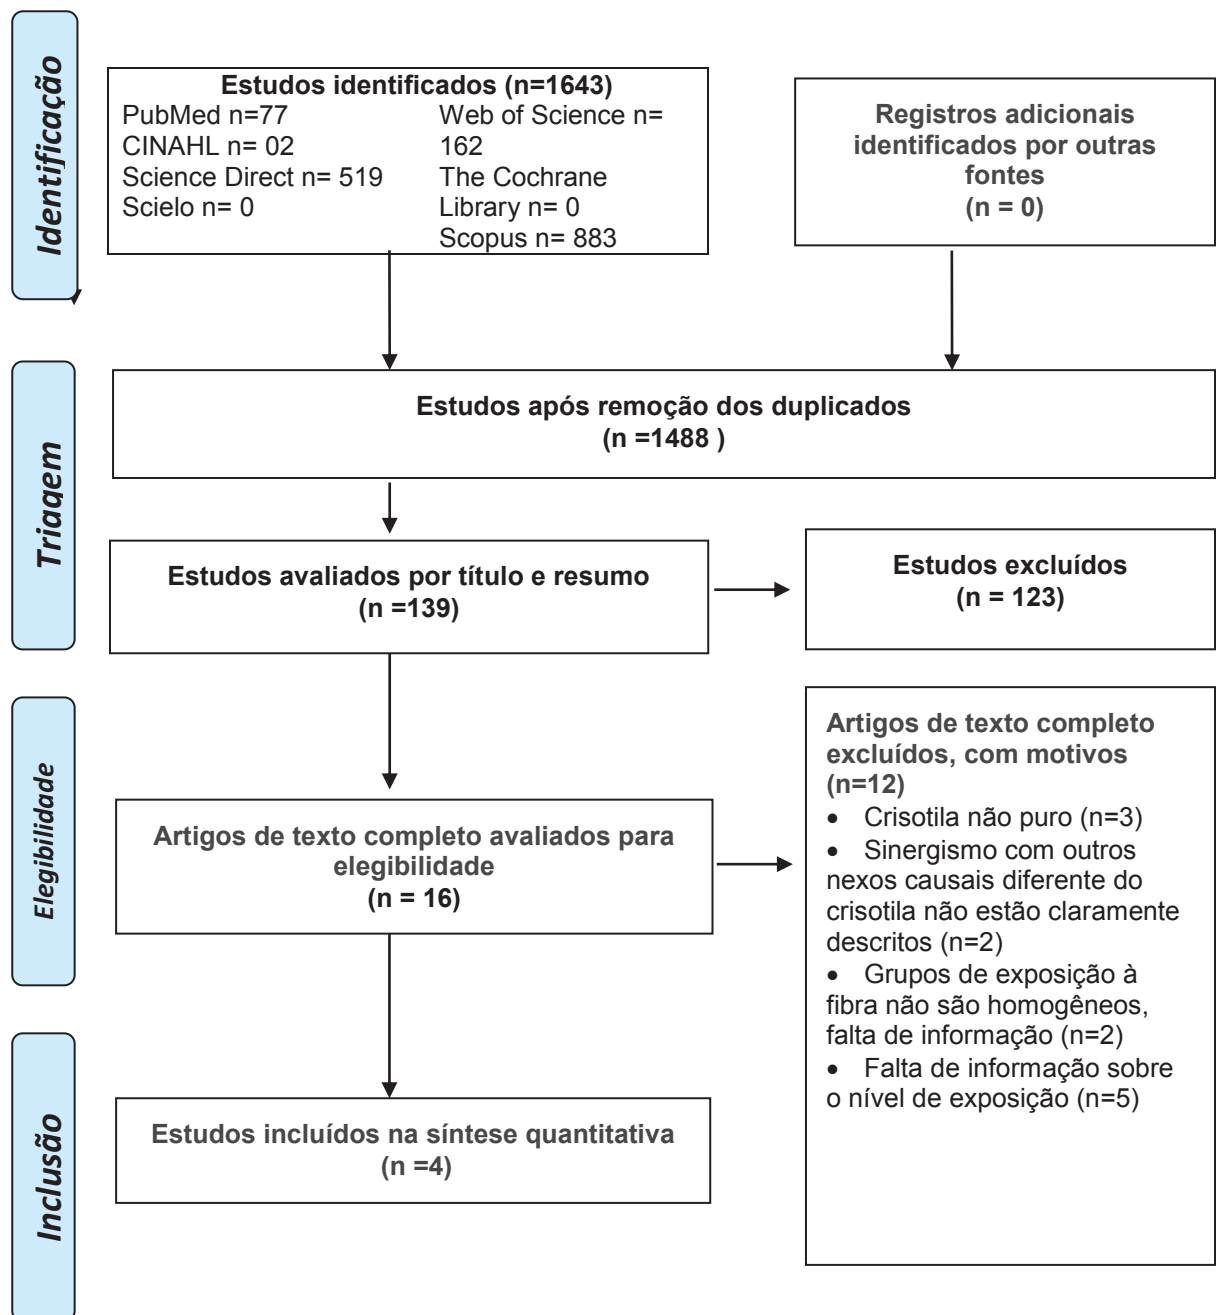 Identificação
Estudos identificados (n=1643)
PubMed n=77
CINAHL n= 02
Science Direct n= 519
Scielo n= 0
Web of Science n=
162
The Cochrane
Library n= 0
Scopus n= 883
Registros adicionais
identificados por outras
fontes
(n = 0)
Triagem
Estudos após remoção dos duplicados
(n =1488 )
Estudos avaliados por título e resumo
(n =139)
Estudos excluídos
(n = 123)
Elegibilidade
Artigos de texto completo avaliados para
elegibilidade
(n = 16)
Artigos de texto completo
excluídos, com motivos
(n=12)
• Crisotila não puro (n=3)
• Sinergismo com outros
nexos causais diferente do
crisotila não estão claramente
descritos (n=2)
• Grupos de exposição à
fibra não são homogêneos,
falta de informação (n=2)
• Falta de informação sobre
o nível de exposição (n=5)
Inclusão
Estudos incluídos na síntese quantitativa
(n =4)